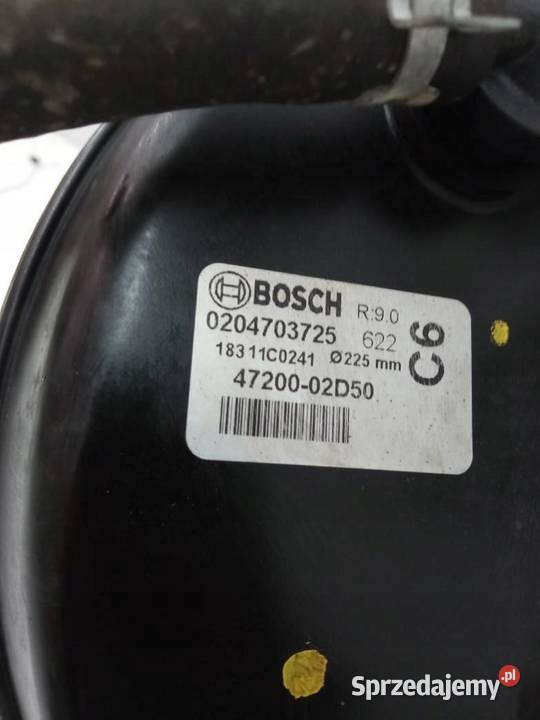 BOSCH R:9.0
0204703725 622
18311C0241 Ø225 mm
C6
47200-02D50
Sprzedajemy.pl